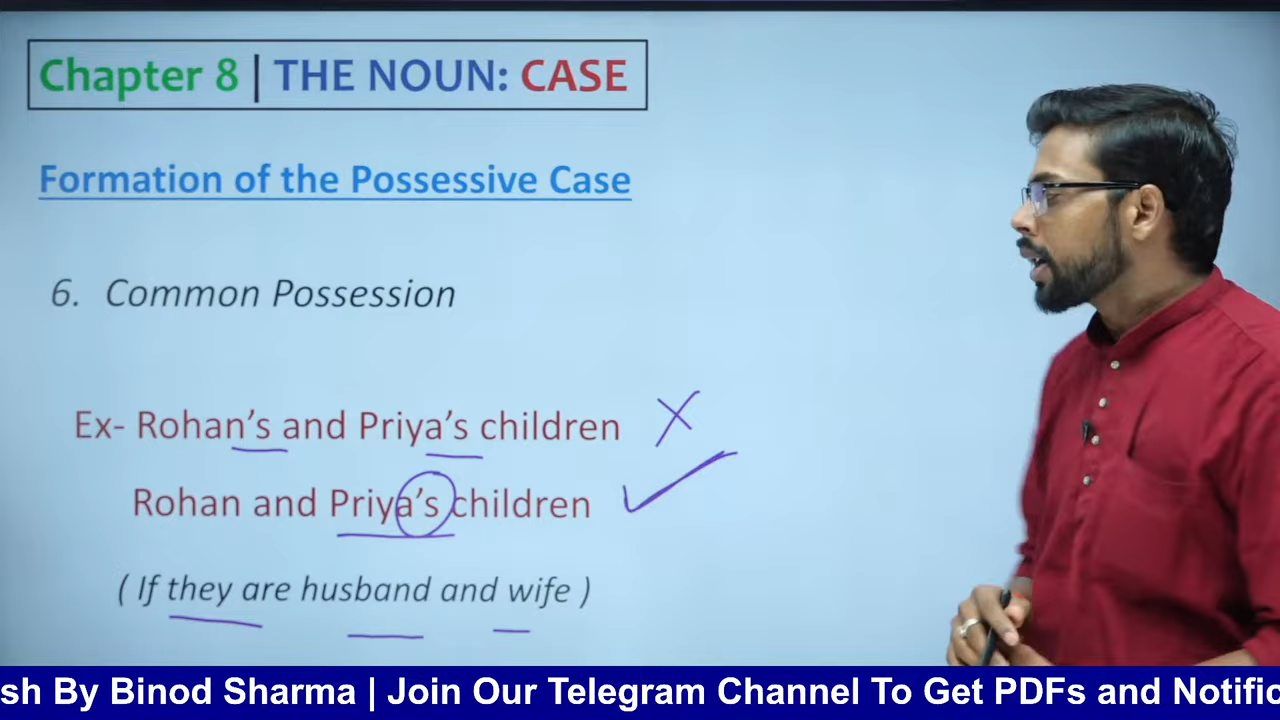 Chapter 8 | THE NOUN: CASE
Formation of the Possessive Case
6. Common Possession
Ex- Rohan’s and Priya’s children
Rohan and Priya’s children
( If they are husband and wife )
sh By Binod Sharma | Join Our Telegram Channel To Get PDFs and Notific